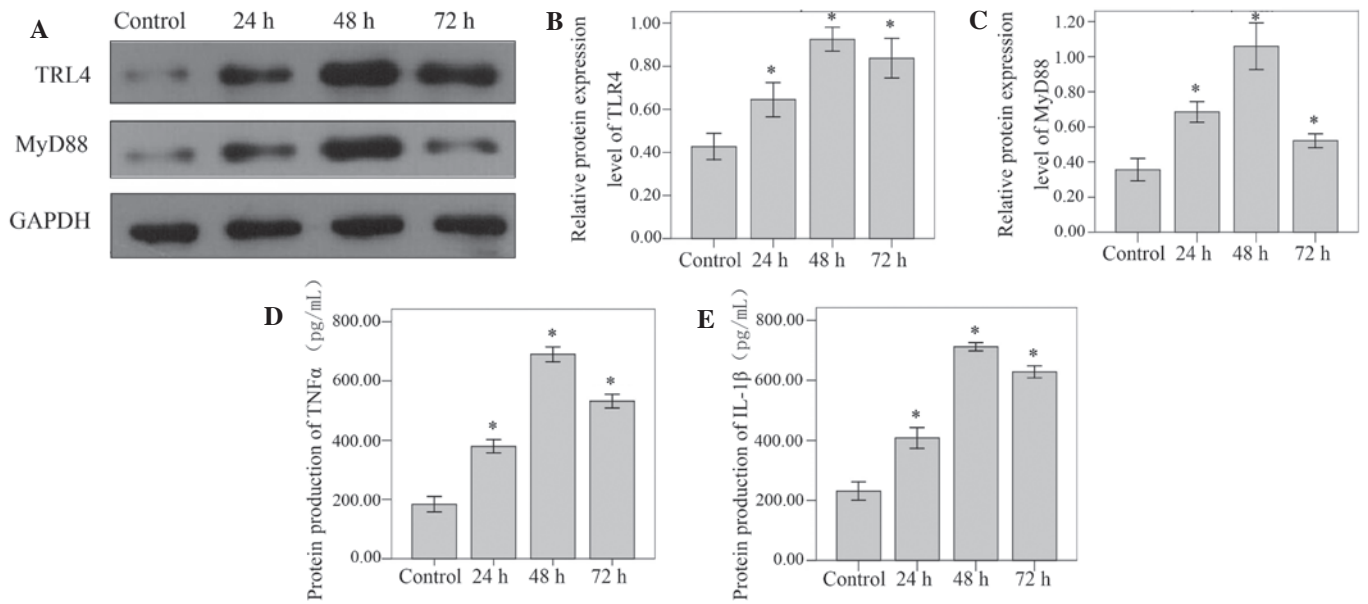 A
Control 24 h 48 h 72 h
TRL4
MyD88
GAPDH
B
Relative protein expression
level of TLR4
1.00
0.80
0.60
0.40
0.20
0.00
*
*
*
Control 24 h 48 h 72 h
C
Relative protein expression
level of MyD88
1.20
1.00
0.80
0.60
0.40
0.20
0.00
*
*
*
Control 24 h 48 h 72 h
D
Protein production of TNFα（pg/mL）
800.00
600.00
400.00
200.00
0.00
*
*
*
Control 24 h 48 h 72 h
E
Protein production of IL-1β（pg/mL）
800.00
600.00
400.00
200.00
0.00
*
*
*
Control 24 h 48 h 72 h